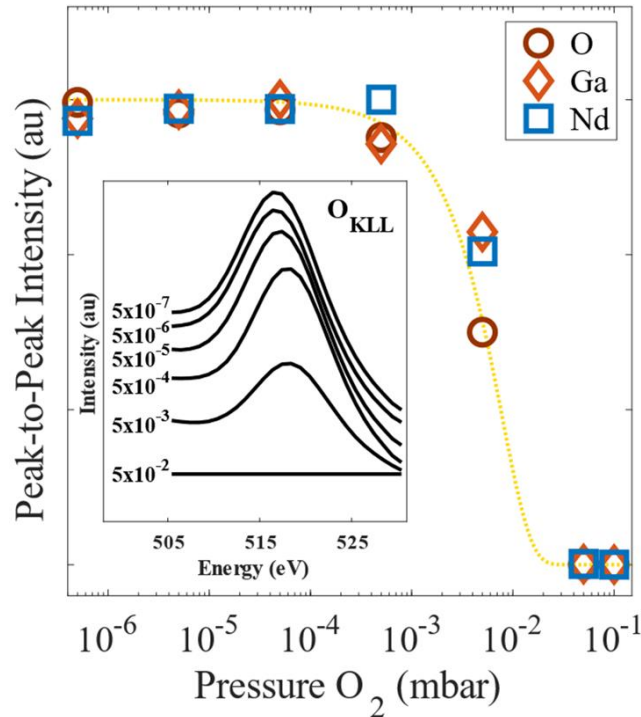 O
Ga
Nd
Peak-to-Peak Intensity (au)
O_KLL
Intensity (au)
5x10⁻⁷
5x10⁻⁶
5x10⁻⁵
5x10⁻⁴
5x10⁻³
5x10⁻²
505 515 525
Energy (eV)
10⁻⁶ 10⁻⁵ 10⁻⁴ 10⁻³ 10⁻² 10⁻¹
Pressure O₂ (mbar)